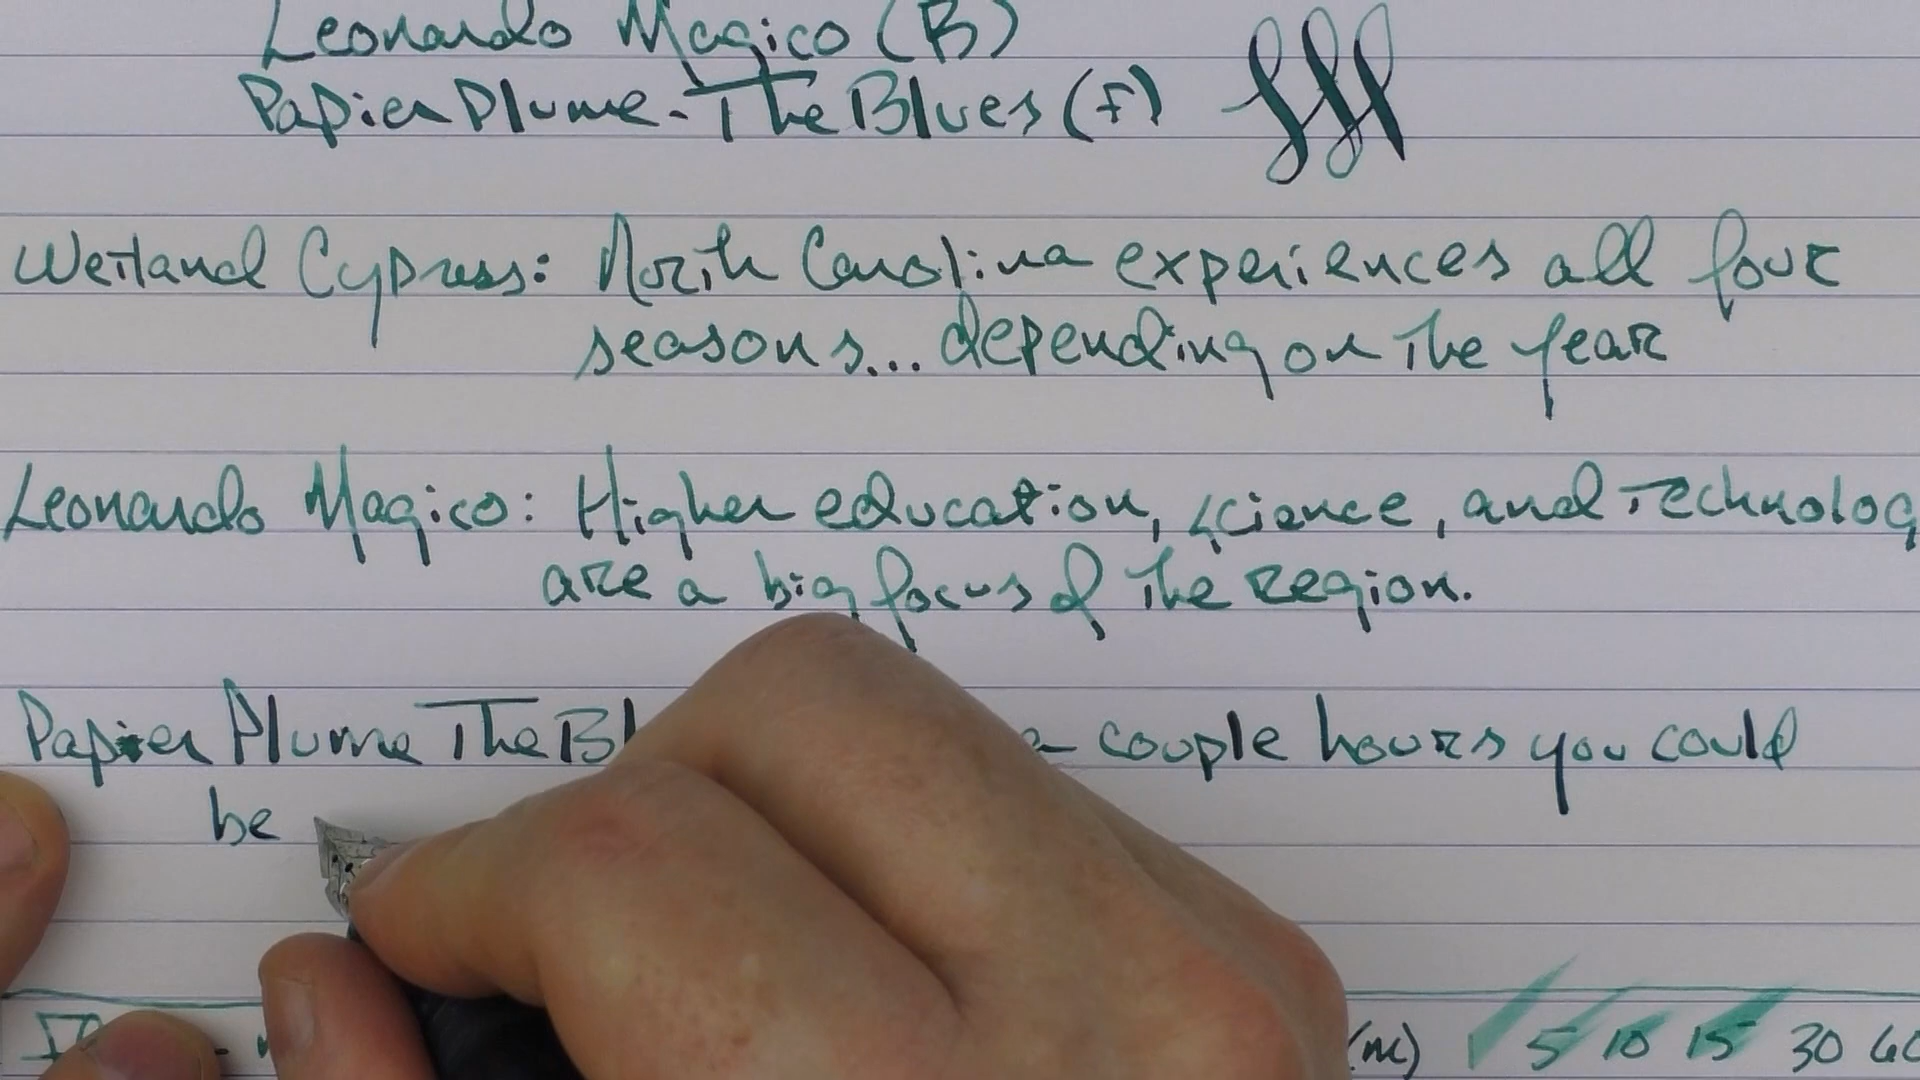 Leonardo Magico (B)
Papier Plume - The Blues (F) fff
Wetland Cypress: North Carolina experiences all four
seasons... depending on the year
Leonardo Magico: Higher education, science, and Technolog
are a big focus of the region.
Papier Plume The Bl a couple hours you could
be
5 10 15 30 60